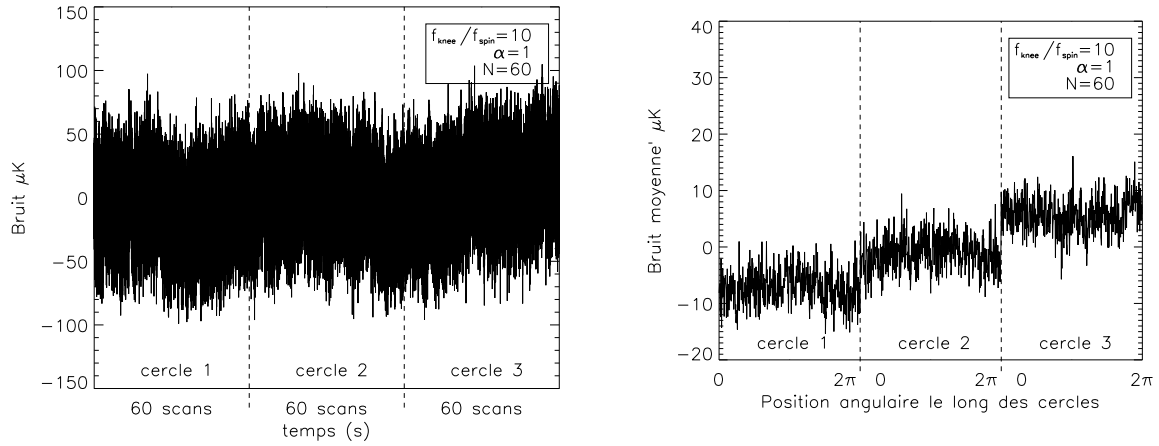 150
100
50
0
−50
−100
−150
Bruit μK
f_knee/f_spin=10
α=1
N=60
cercle 1 cercle 2 cercle 3
60 scans 60 scans 60 scans
temps (s)
40
30
20
10
0
−10
−20
Bruit moyenne' μK
f_knee/f_spin=10
α=1
N=60
cercle 1 cercle 2 cercle 3
0 2π 0 2π 0 2π
Position angulaire le long des cercles